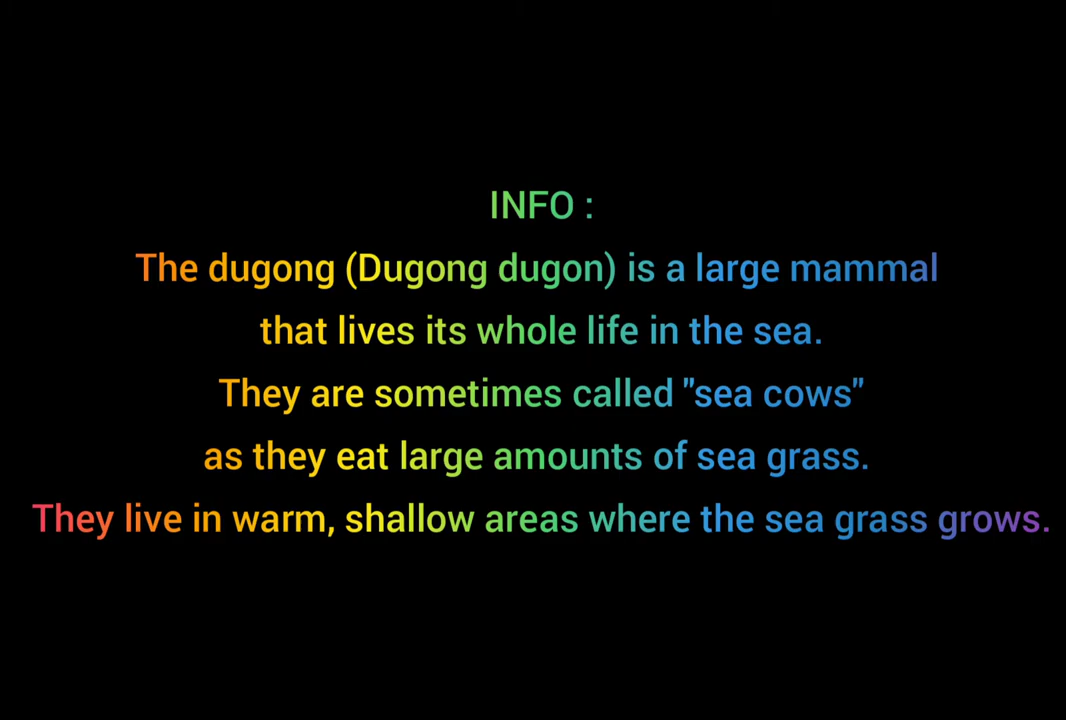 INFO :
The dugong (Dugong dugon) is a large mammal
that lives its whole life in the sea.
They are sometimes called "sea cows"
as they eat large amounts of sea grass.
They live in warm, shallow areas where the sea grass grows.